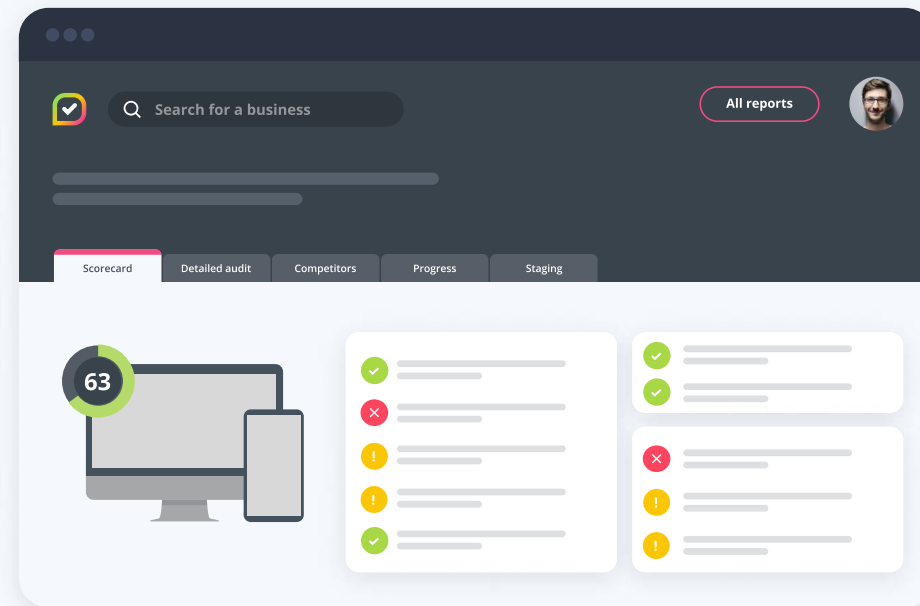 Search for a business
All reports
Scorecard
Detailed audit
Competitors
Progress
Staging
63